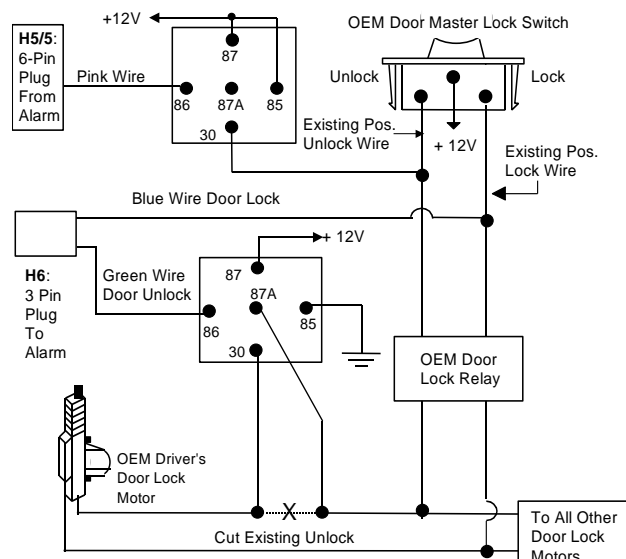 H5/5:
6-Pin
Plug
From
Alarm
+12V
Pink Wire
87
86
87A
85
30
OEM Door Master Lock Switch
Unlock
Lock
+ 12V
Existing Pos.
Unlock Wire
Existing Pos.
Lock Wire
Blue Wire Door Lock
H6:
3 Pin
Plug
To
Alarm
Green Wire
Door Unlock
+ 12V
87
87A
86
85
30
OEM Door
Lock Relay
OEM Driver's
Door Lock
Motor
X
Cut Existing Unlock
To All Other
Door Lock
Motors